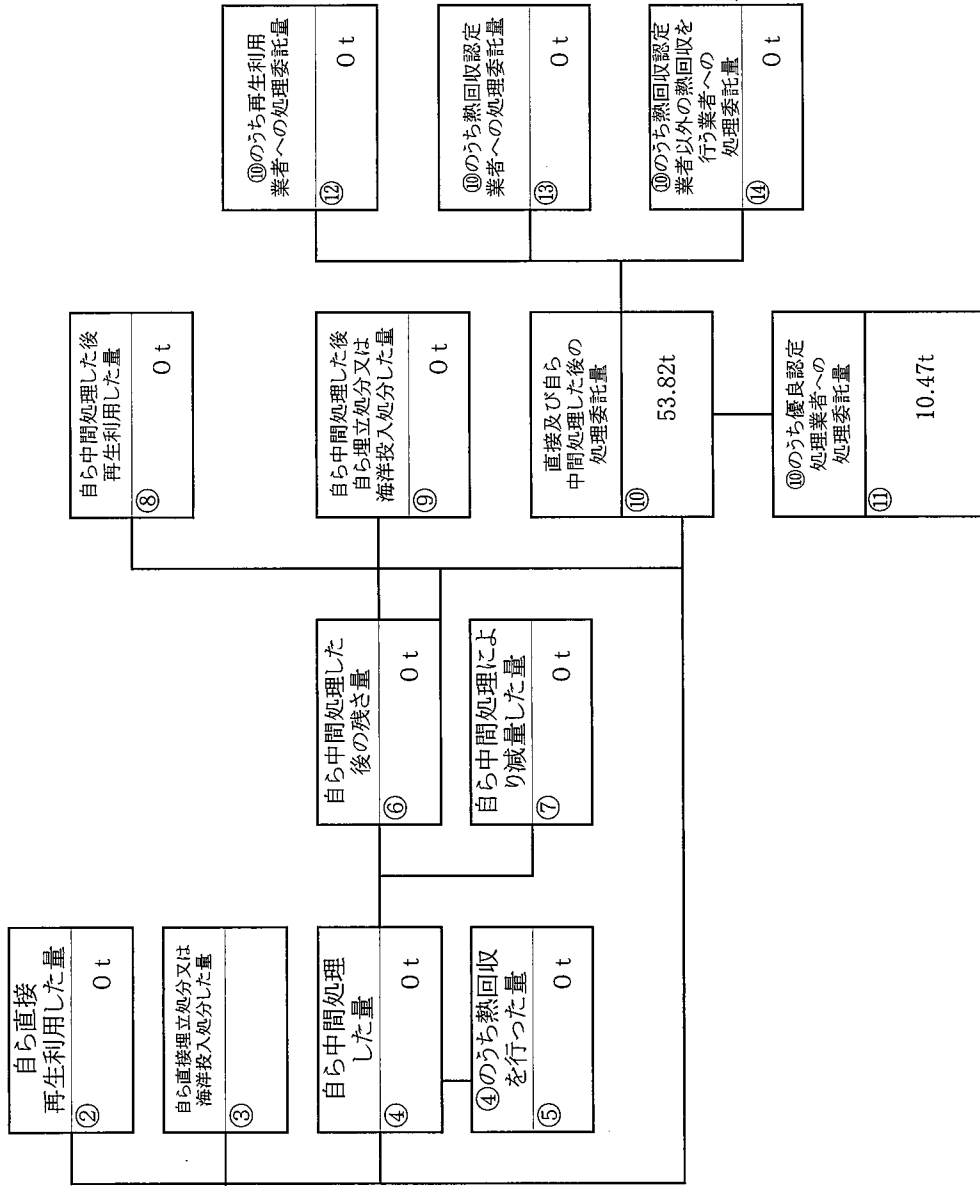 自ら直接
再生利用した量
②
0 t
自ら直接埋立処分又は
海洋投入処分した量
③
自ら中間処理
した量
④
0 t
④のうち熱回収
を行った量
⑤
0 t
自ら中間処理した
後の残さ量
⑥
0 t
自ら中間処理によ
り減量した量
⑦
0 t
自ら中間処理した後
再生利用した量
⑧
0 t
自ら中間処理した後
自ら埋立処分又は
海洋投入処分した量
⑨
0 t
直接及び自ら
中間処理した後の
処理委託量
⑩
53.82t
⑩のうち優良認定
処理業者への
処理委託量
⑪
10.47t
⑩のうち再生利用
業者への処理委託量
⑫
0 t
⑩のうち熱回収認定
業者への処理委託量
⑬
0 t
⑩のうち熱回収認定
業者以外の熱回収を
行う業者への
処理委託量
⑭
0 t